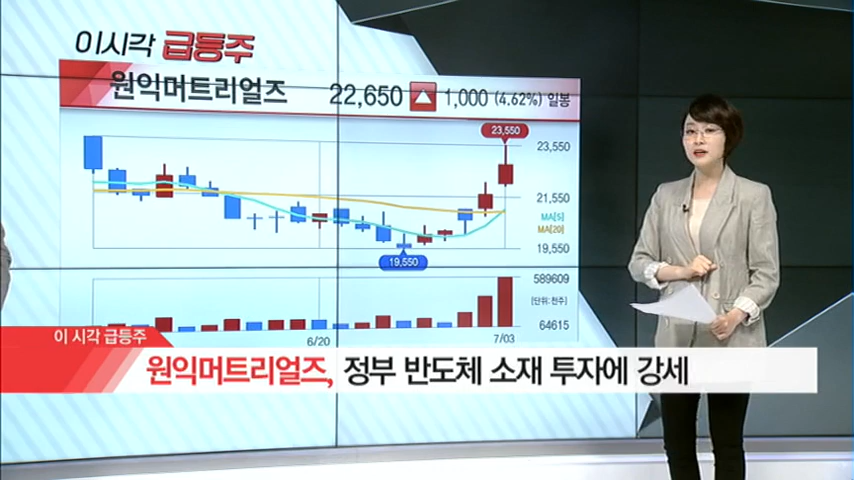 이시각 급등주
원익머트리얼즈 22,650 ▲ 1,000 (4.62%) 일봉
23,550
23,550
21,550
MA[5]
MA[20]
19,550
19,550
589609
[단위:천주]
64615
6/20 7/03
이 시각 급등주
원익머트리얼즈, 정부 반도체 소재 투자에 강세